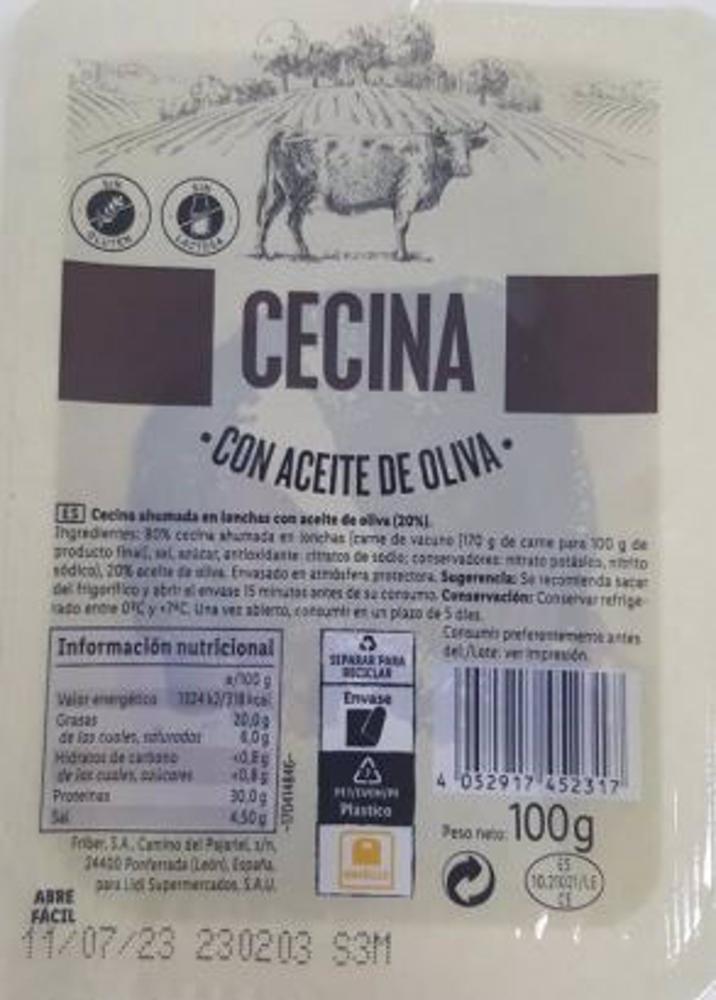 SIN
GLUTEN
SIN
LACTOSA
CECINA
• CON ACEITE DE OLIVA •
ES Cecina ahumada en lonchas con aceite de oliva (20%).
Ingredientes: 80% cecina ahumada en lonchas [carne de vacuno (170 g de carne para 100 g de
producto final), sal, azúcar, antioxidante: citratos de sodio; conservadores: nitrato potásico, nitrito
sódico], 20% aceite de oliva. Envasado en atmósfera protectora. Sugerencia: Se recomienda sacar
del frigorífico y abrir el envase 15 minutos antes de su consumo. Conservación: Conservar refrige-
rado entre 0ºC y +7ºC. Una vez abierto, consumir en un plazo de 5 días.
Consumir preferentemente antes
del/Lote: ver impresión.
Información nutricional
ø/100 g
Valor energético 1324 kJ/318 kcal
Grasas 20,0 g
de las cuales, saturadas 6,0 g
Hidratos de carbono <0,8 g
de los cuales, azúcares <0,8 g
Proteínas 30,0 g
Sal 4,50 g
SEPARAR PARA
RECICLAR
Envase
PET/EVOH/PE
Plástico
AMARILLO
4 052917 452317
Peso neto: 100g
ES
CE
Friber, S.A., Camino del Pajariel, s/n,
24400 Ponferrada (León), España,
para Lidl Supermercados, S.A.U.
ABRE
FÁCIL
11/07/23 230203 S3M